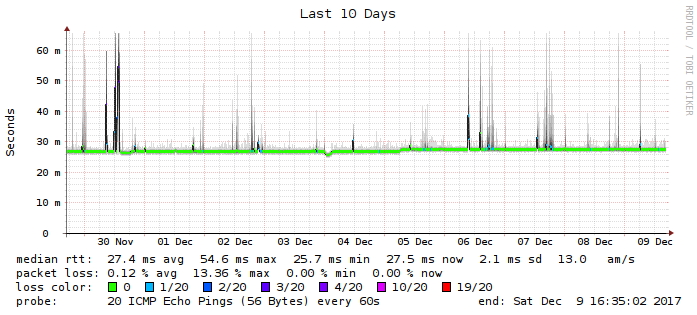 Last 10 Days
RRDTOOL / TOBI OETIKER
Seconds
60 m
50 m
40 m
30 m
20 m
10 m
0
30 Nov 01 Dec 02 Dec 03 Dec 04 Dec 05 Dec 06 Dec 07 Dec 08 Dec 09 Dec
median rtt: 27.4 ms avg 54.6 ms max 25.7 ms min 27.5 ms now 2.1 ms sd 13.0 am/s
packet loss: 0.12 % avg 13.36 % max 0.00 % min 0.00 % now
loss color: 0 1/20 2/20 3/20 4/20 10/20 19/20
probe: 20 ICMP Echo Pings (56 Bytes) every 60s end: Sat Dec 9 16:35:02 2017